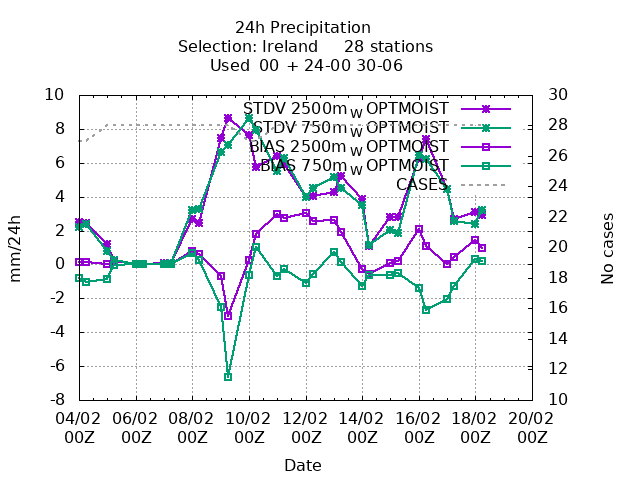 24h Precipitation
Selection: Ireland 28 stations
Used 00 + 24-00 30-06
STDV 2500m W OPTMOIST
STDV 750m W OPTMOIST
BIAS 2500m W OPTMOIST
BIAS 750m W OPTMOIST
CASES
10
8
6
4
2
0
-2
-4
-6
-8
mm/24h
30
28
26
24
22
20
18
16
14
12
10
No cases
04/02 06/02 08/02 10/02 12/02 14/02 16/02 18/02 20/02
00Z 00Z 00Z 00Z 00Z 00Z 00Z 00Z 00Z
Date